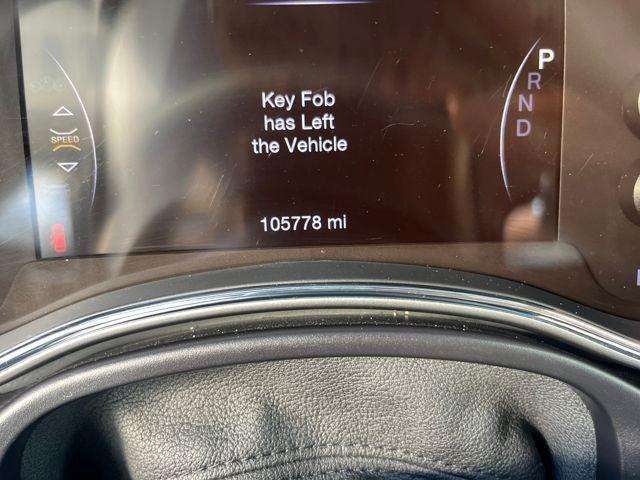 P
R
N
D
SPEED
Key Fob
has Left
the Vehicle
105778 mi